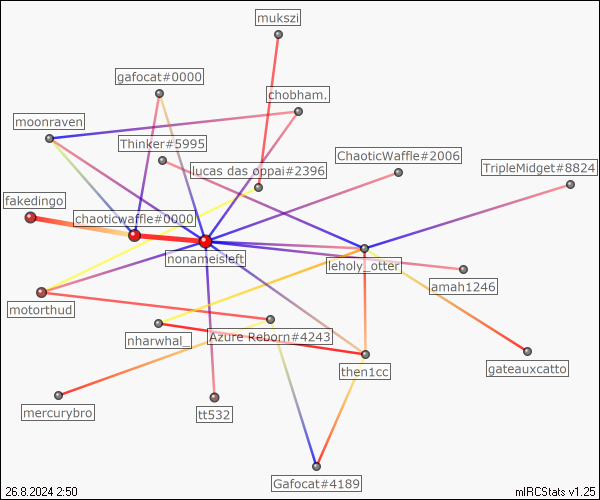 mukszi
gafocat#0000
chobham.
moonraven
Thinker#5995
ChaoticWaffle#2006
lucas das oppai#2396
TripleMidget#8824
fakedingo
chaoticwaffle#0000
nonameisleft
leholy_otter
amah1246
motorthud
nharwhal_
Azure Reborn#4243
then1cc
gateauxcatto
mercurybro
tt532
Gafocat#4189
26.8.2024 2:50
mIRCStats v1.25